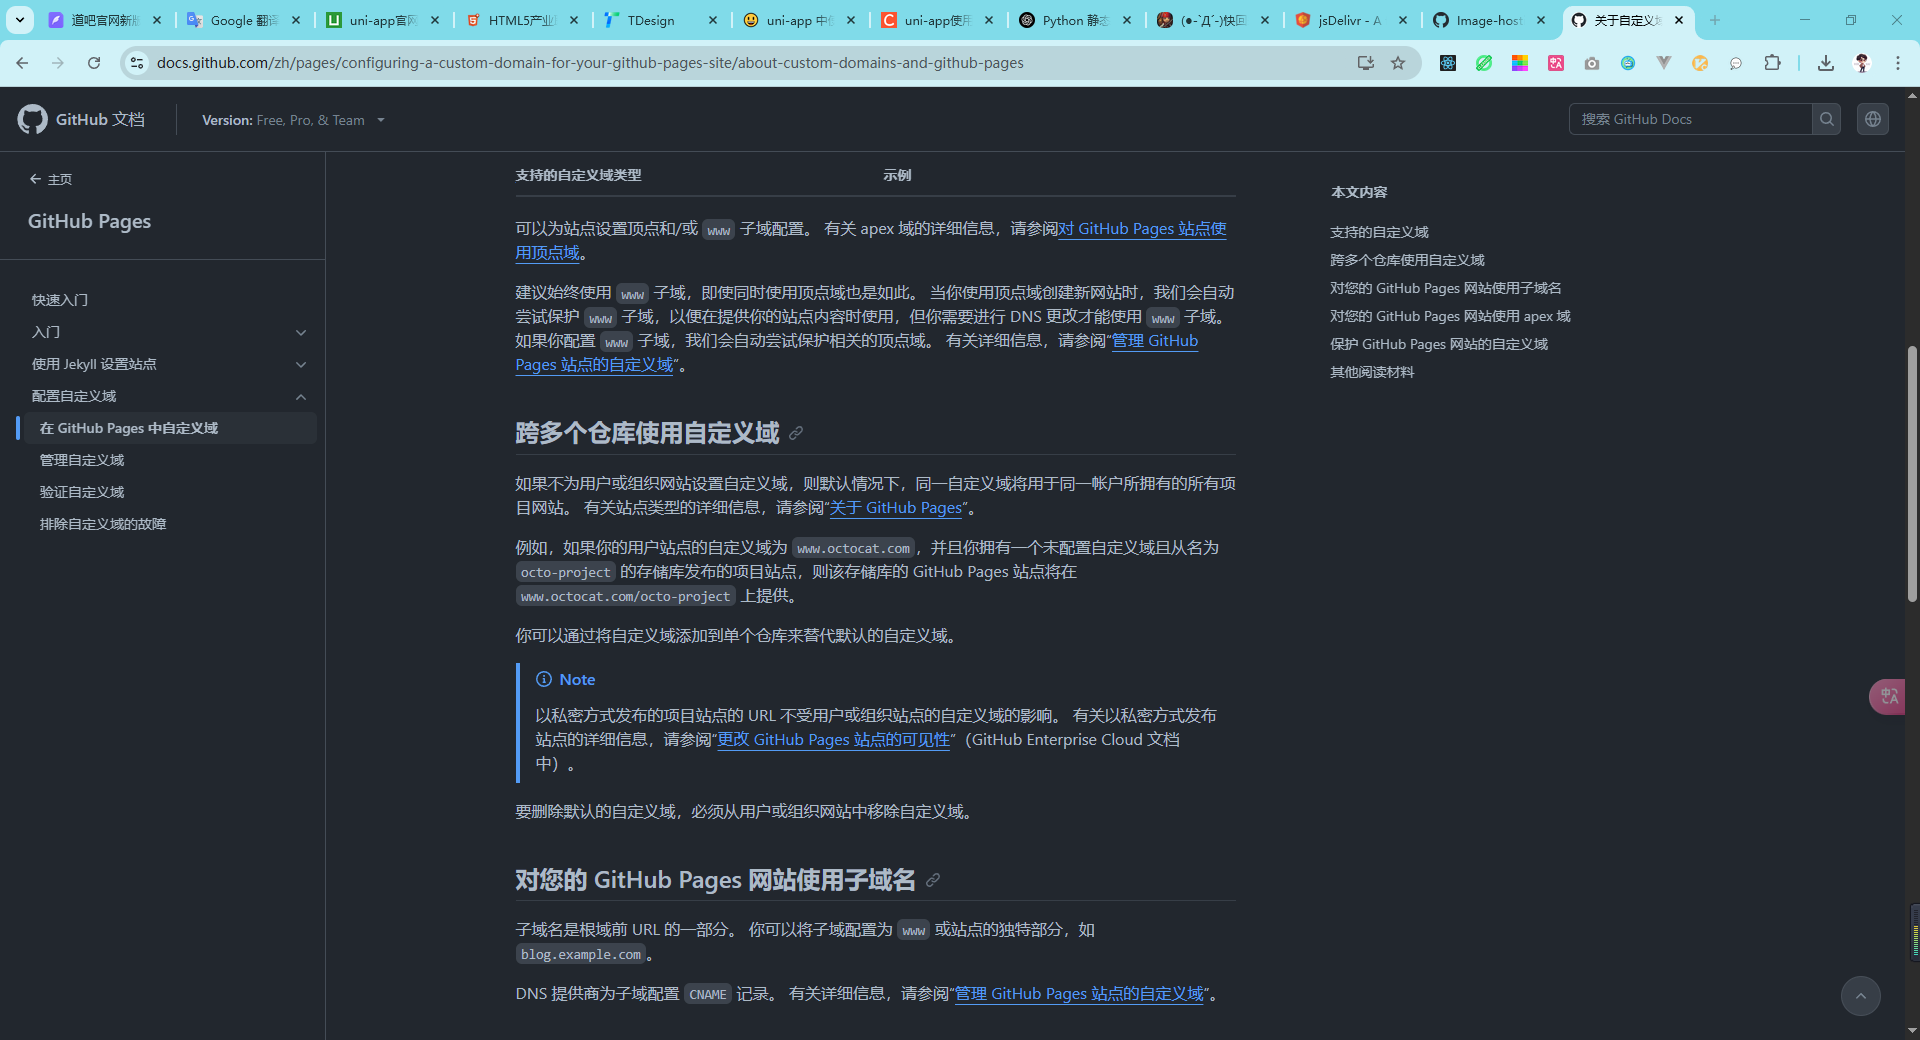 道吧官网新版
Google 翻译
uni-app官网
HTML5产业
TDesign
uni-app 中使
uni-app使用
Python 静态
(●-`Д´-)快回
jsDelivr - A
Image-host
关于自定义域
docs.github.com/zh/pages/configuring-a-custom-domain-for-your-github-pages-site/about-custom-domains-and-github-pages
GitHub 文档
Version: Free, Pro, & Team
搜索 GitHub Docs
主页
GitHub Pages
快速入门
入门
使用 Jekyll 设置站点
配置自定义域
在 GitHub Pages 中自定义域
管理自定义域
验证自定义域
排除自定义域的故障
支持的自定义域类型 示例
可以为站点设置顶点和/或 www 子域配置。 有关 apex 域的详细信息，请参阅对 GitHub Pages 站点使
用顶点域。
建议始终使用 www 子域，即使同时使用顶点域也是如此。 当你使用顶点域创建新网站时，我们会自动
尝试保护 www 子域，以便在提供你的站点内容时使用，但你需要进行 DNS 更改才能使用 www 子域。
如果你配置 www 子域，我们会自动尝试保护相关的顶点域。 有关详细信息，请参阅“管理 GitHub
Pages 站点的自定义域”。
跨多个仓库使用自定义域
如果不为用户或组织网站设置自定义域，则默认情况下，同一自定义域将用于同一帐户所拥有的所有项
目网站。 有关站点类型的详细信息，请参阅“关于 GitHub Pages”。
例如，如果你的用户站点的自定义域为 www.octocat.com，并且你拥有一个未配置自定义域且从名为
octo-project 的存储库发布的项目站点，则该存储库的 GitHub Pages 站点将在
www.octocat.com/octo-project 上提供。
你可以通过将自定义域添加到单个仓库来替代默认的自定义域。
Note
以私密方式发布的项目站点的 URL 不受用户或组织站点的自定义域的影响。 有关以私密方式发布
站点的详细信息，请参阅“更改 GitHub Pages 站点的可见性”（GitHub Enterprise Cloud 文档
中）。
要删除默认的自定义域，必须从用户或组织网站中移除自定义域。
对您的 GitHub Pages 网站使用子域名
子域名是根域前 URL 的一部分。 你可以将子域配置为 www 或站点的独特部分，如
blog.example.com。
DNS 提供商为子域配置 CNAME 记录。 有关详细信息，请参阅“管理 GitHub Pages 站点的自定义域”。
本文内容
支持的自定义域
跨多个仓库使用自定义域
对您的 GitHub Pages 网站使用子域名
对您的 GitHub Pages 网站使用 apex 域
保护 GitHub Pages 网站的自定义域
其他阅读材料